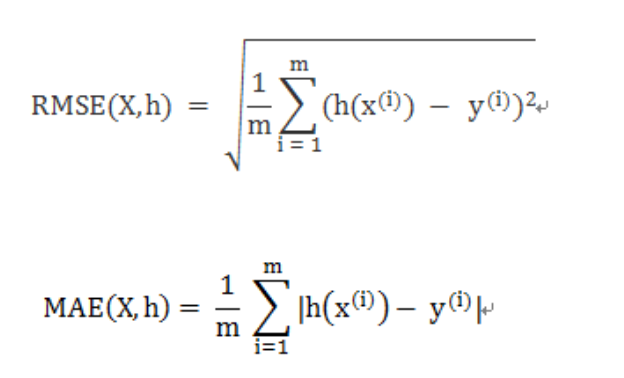 RMSE(X,h) = √(1/m ∑_{i = 1}^{m} (h(x^{(i)}) − y^{(i)})²)↵
MAE(X,h) = 1/m ∑_{i=1}^{m} |h(x^{(i)}) − y^{(i)}|↵